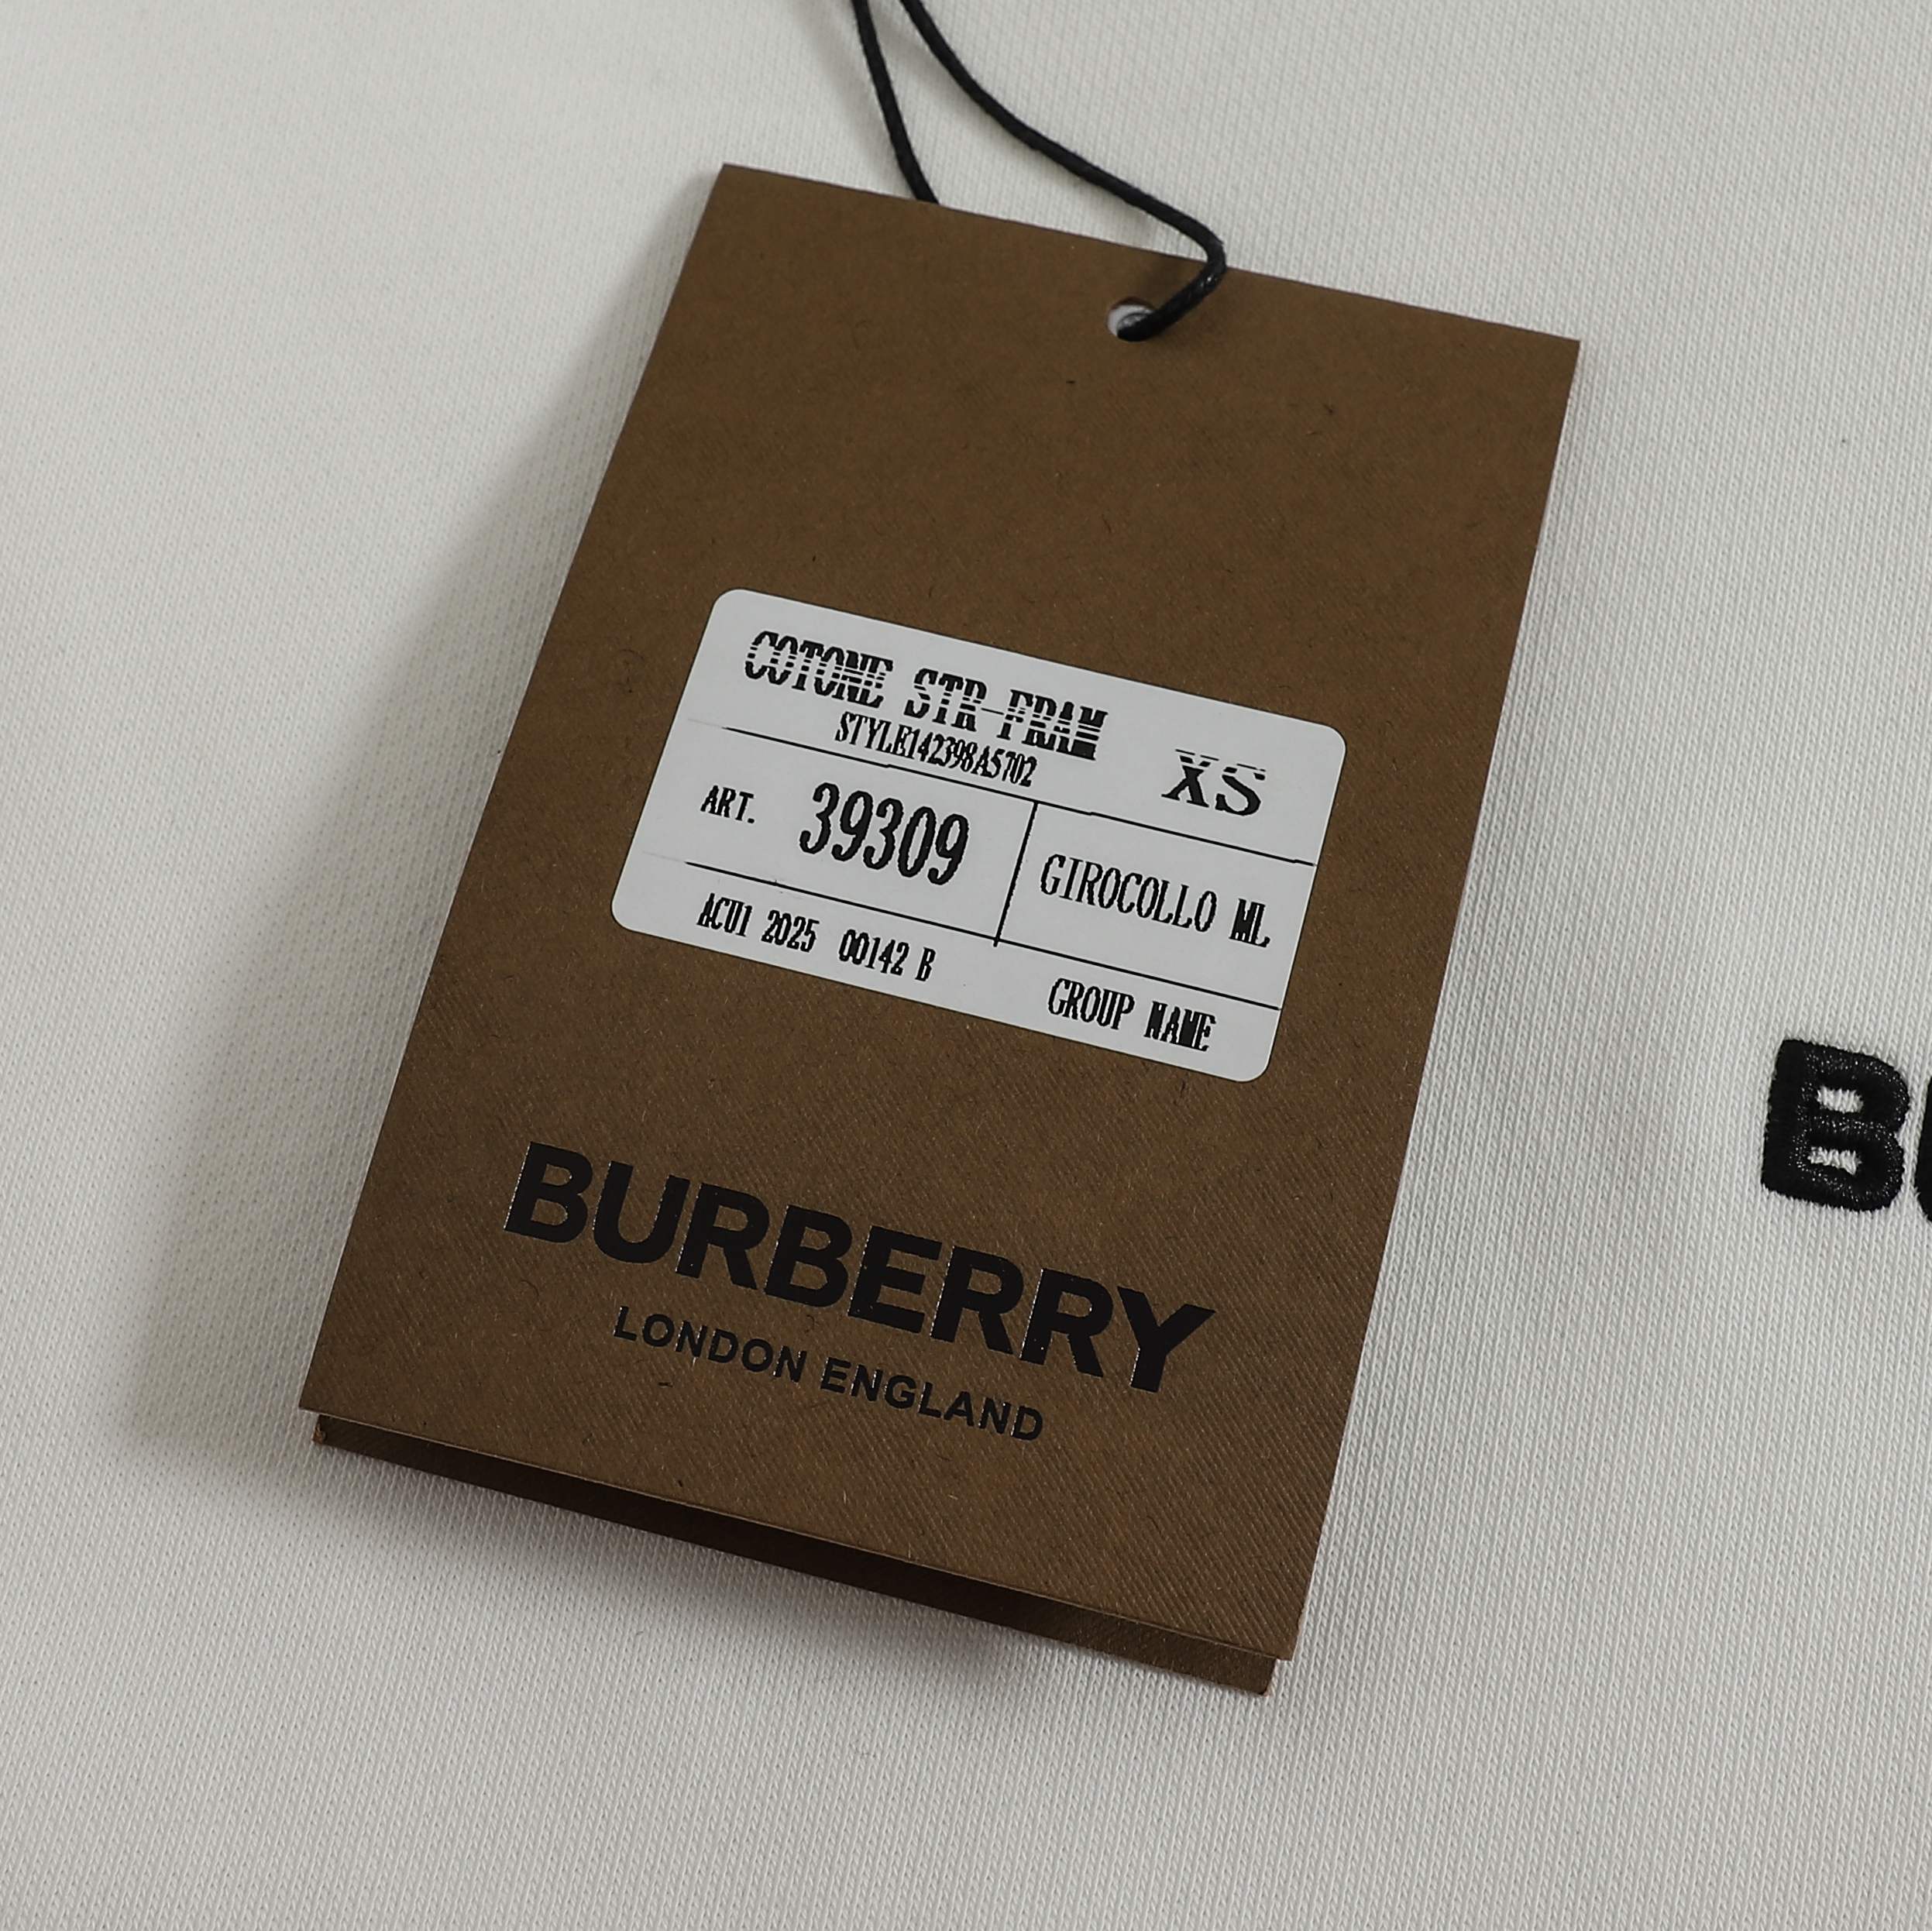 COTONE STR-FRAM
XS
STYLE142398A5702
ART. 39309
GIROCOLLO ML
ACU1 2025 00142 B
GROUP NAME
BURBERRY
LONDON ENGLAND
B